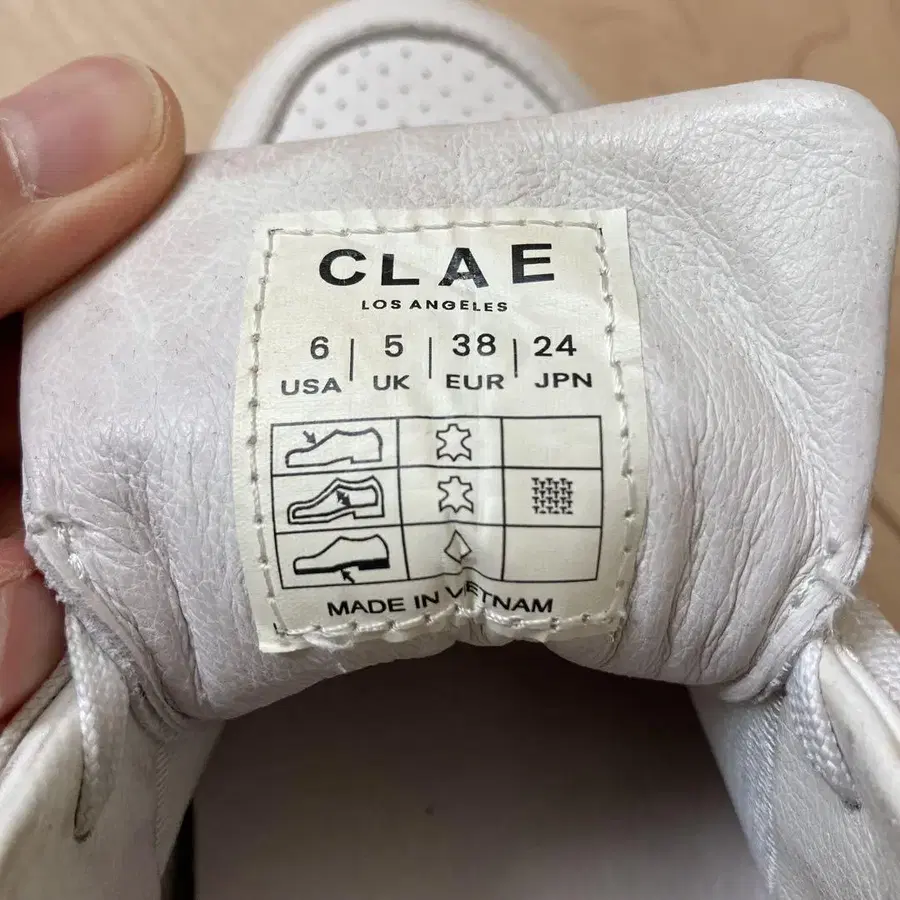 CLAE
LOS ANGELES
6 | 5 | 38 | 24
USA UK EUR JPN
MADE IN VIETNAM